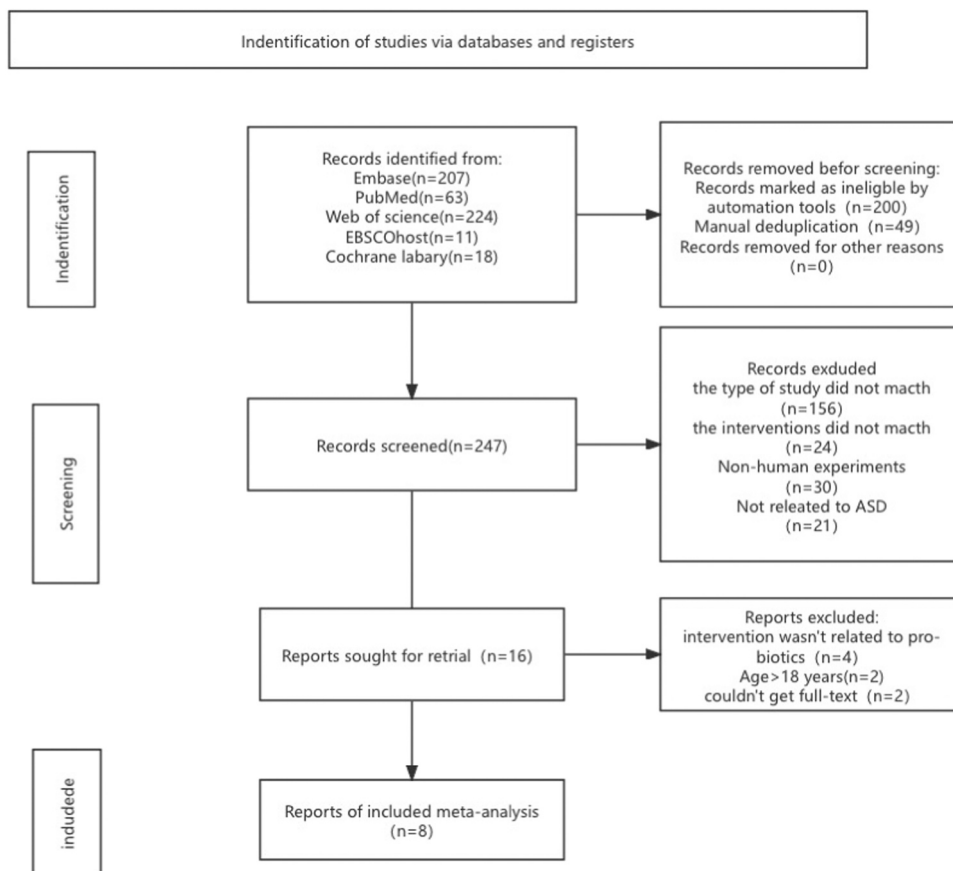 Indentification of studies via databases and registers
Indentification
Records identified from:
Embase(n=207)
PubMed(n=63)
Web of science(n=224)
EBSCOhost(n=11)
Cochrane labary(n=18)
Records removed befor screening:
Records marked as ineligble by
automation tools (n=200)
Manual deduplication (n=49)
Records removed for other reasons
(n=0)
Screening
Records screened(n=247)
Records exduded
the type of study did not macth
(n=156)
the interventions did not macth
(n=24)
Non-human experiments
(n=30)
Not releated to ASD
(n=21)
Reports sought for retrial (n=16)
Reports excluded:
intervention wasn't related to pro-
biotics (n=4)
Age>18 years(n=2)
couldn't get full-text (n=2)
indudede
Reports of included meta-analysis
(n=8)